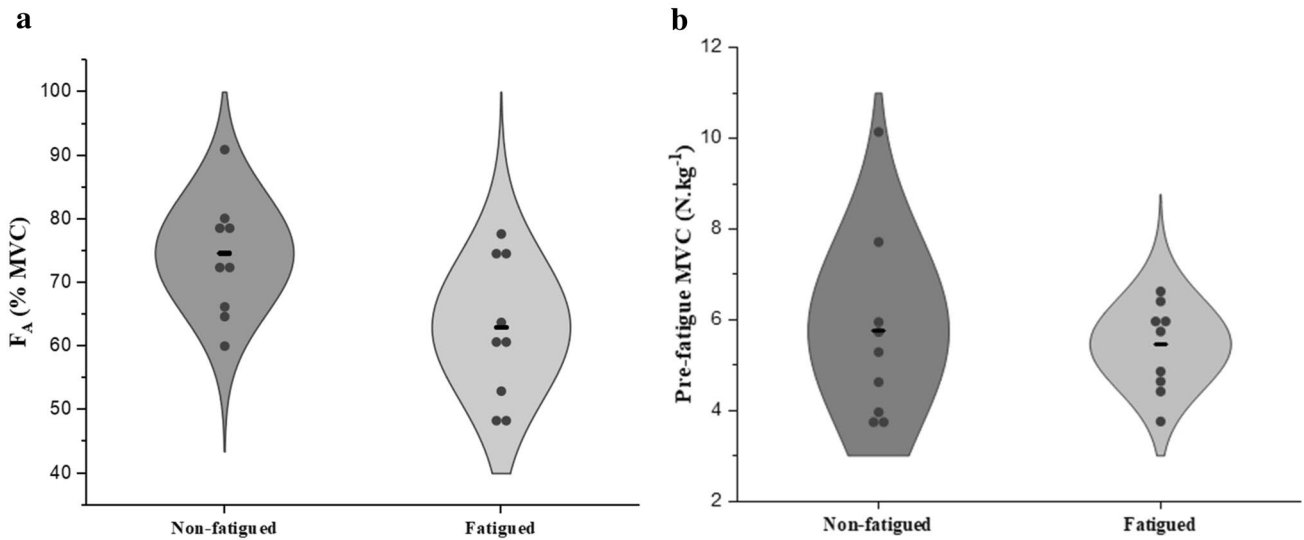 a
100
90
80
70
60
50
40
F_A (% MVC)
Non-fatigued
Fatigued
b
12
10
8
6
4
2
Pre-fatigue MVC (N.kg⁻¹)
Non-fatigued
Fatigued